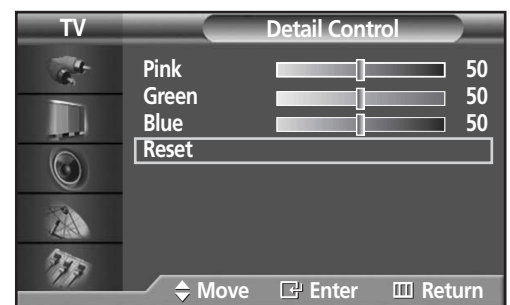 TV Detail Control
Pink 50
Green 50
Blue 50
Reset
Move Enter Return